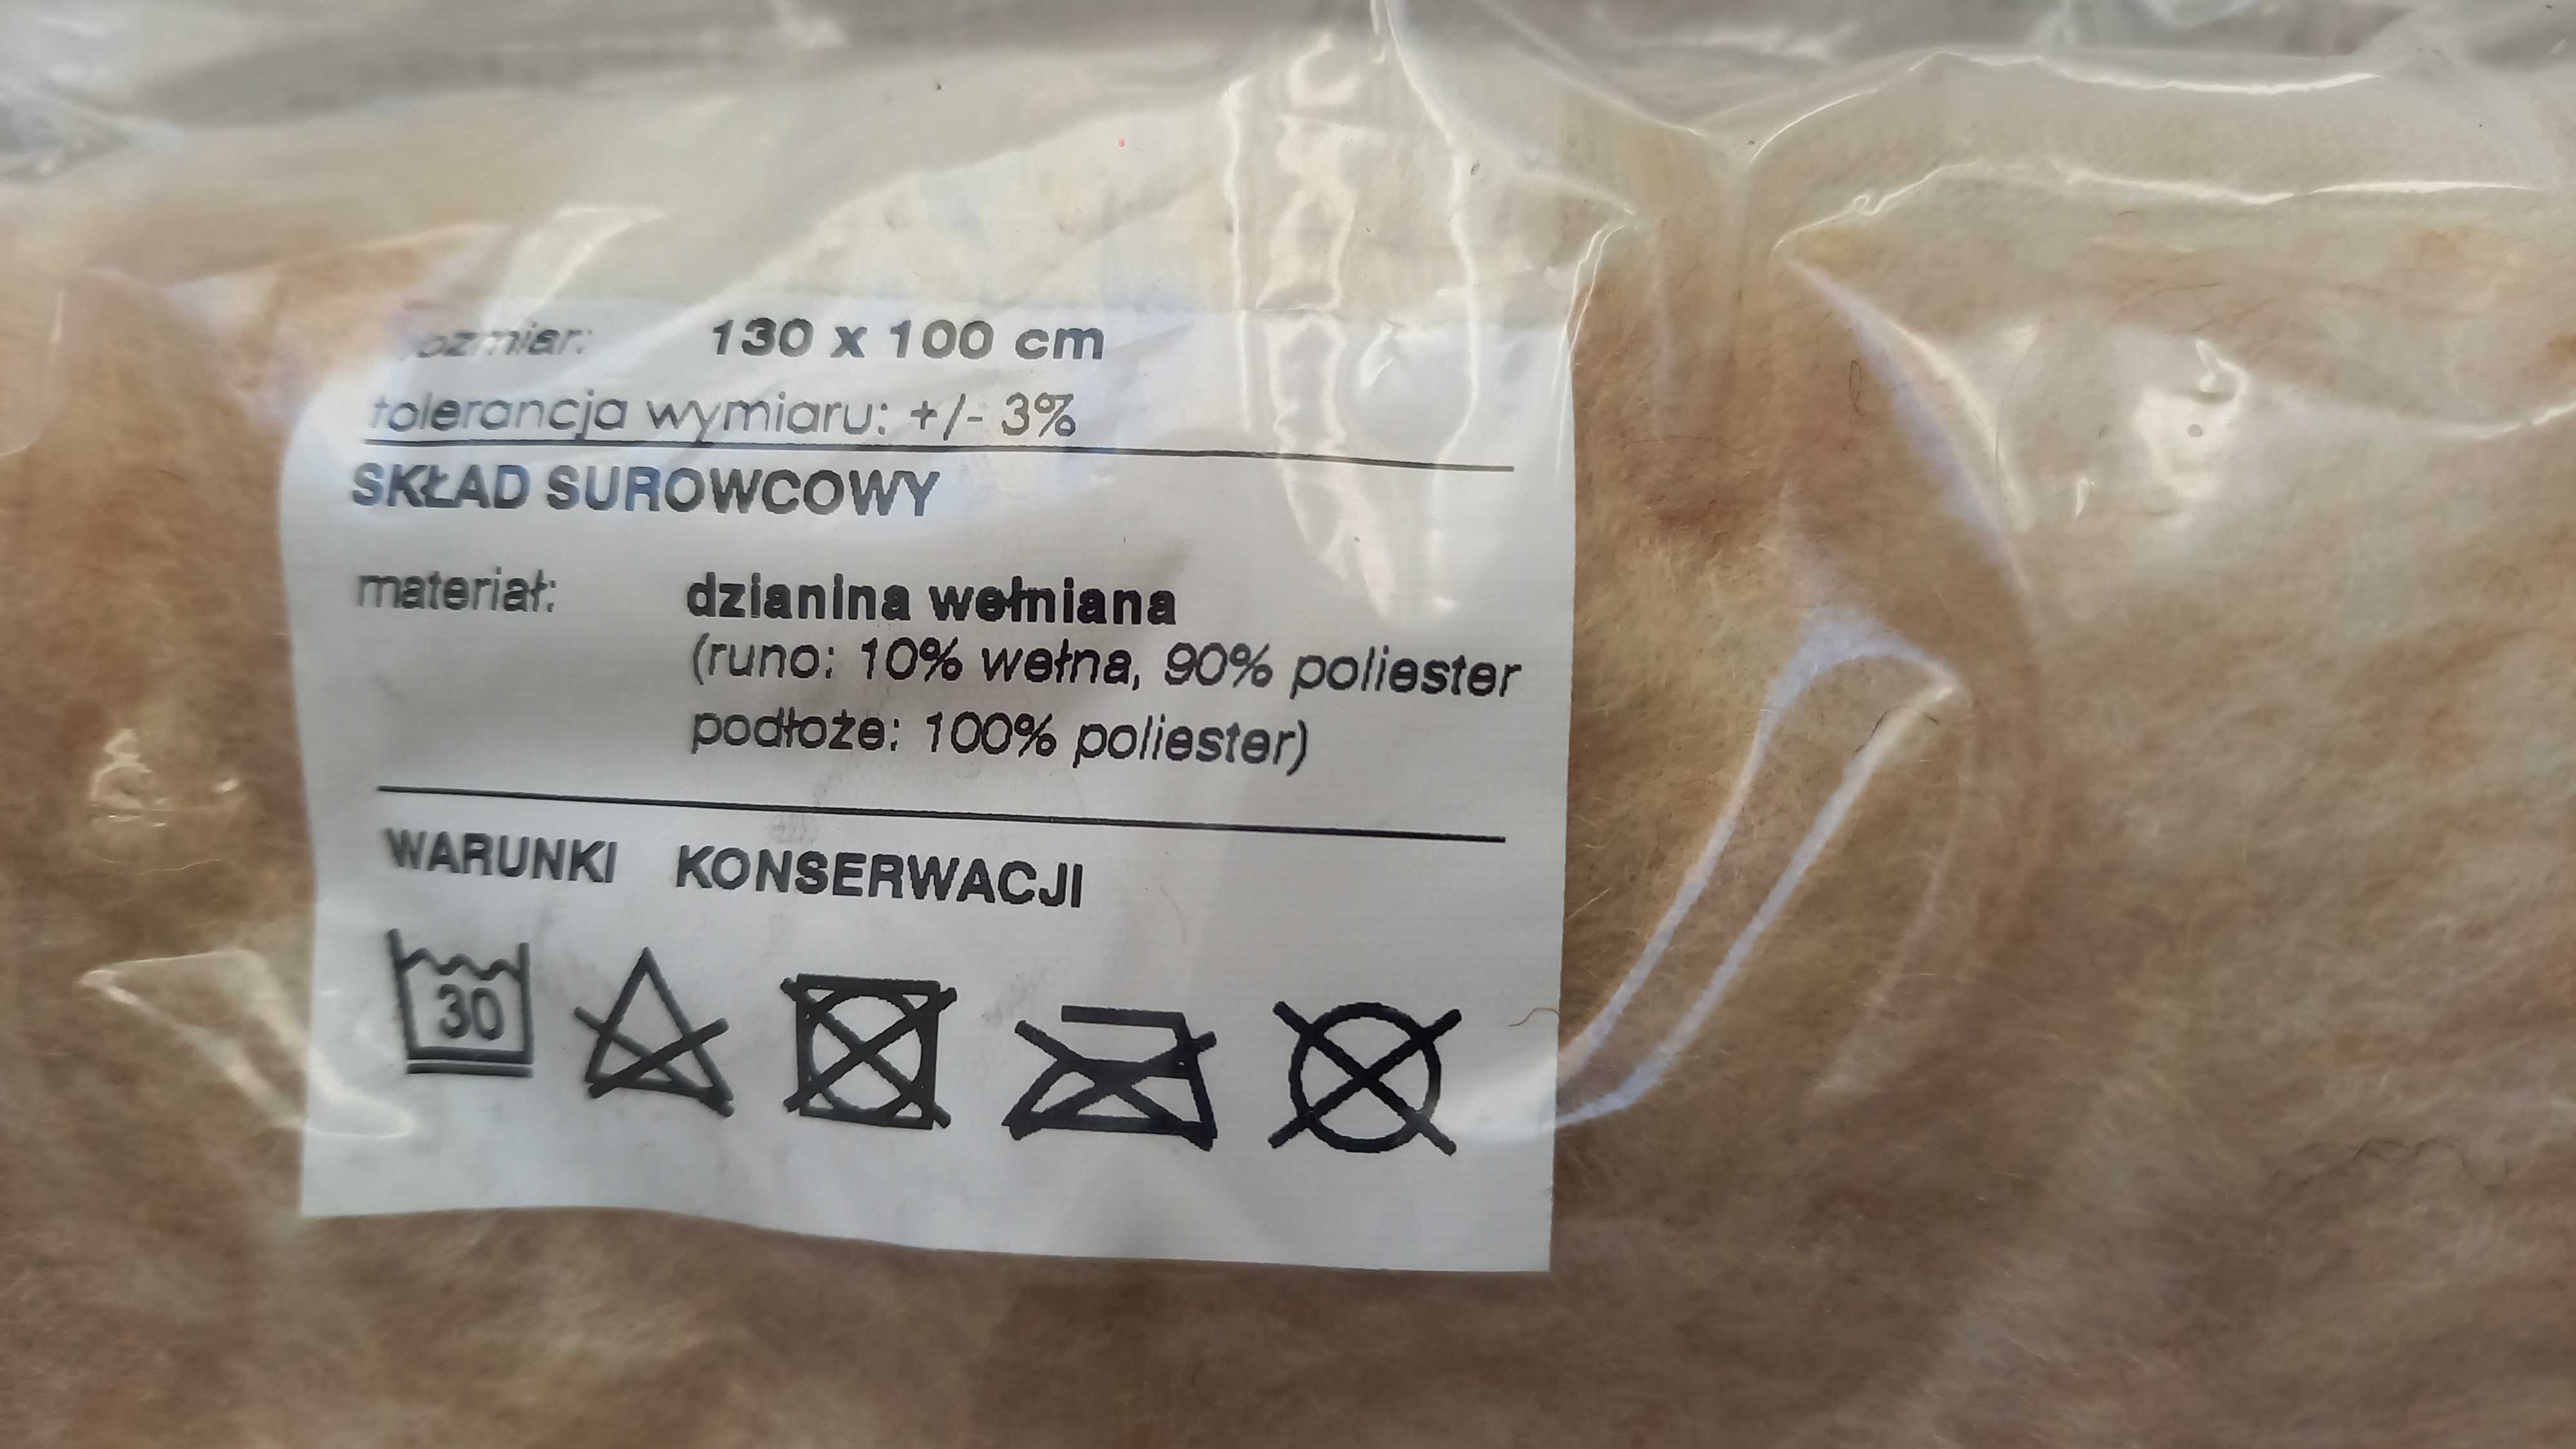 rozmiar: 130 x 100 cm
tolerancja wymiaru: +/- 3%
SKŁAD SUROWCOWY
materiał: dzianina wełniana
(runo: 10% wełna, 90% poliester
podłoże: 100% poliester)
WARUNKI KONSERWACJI
30